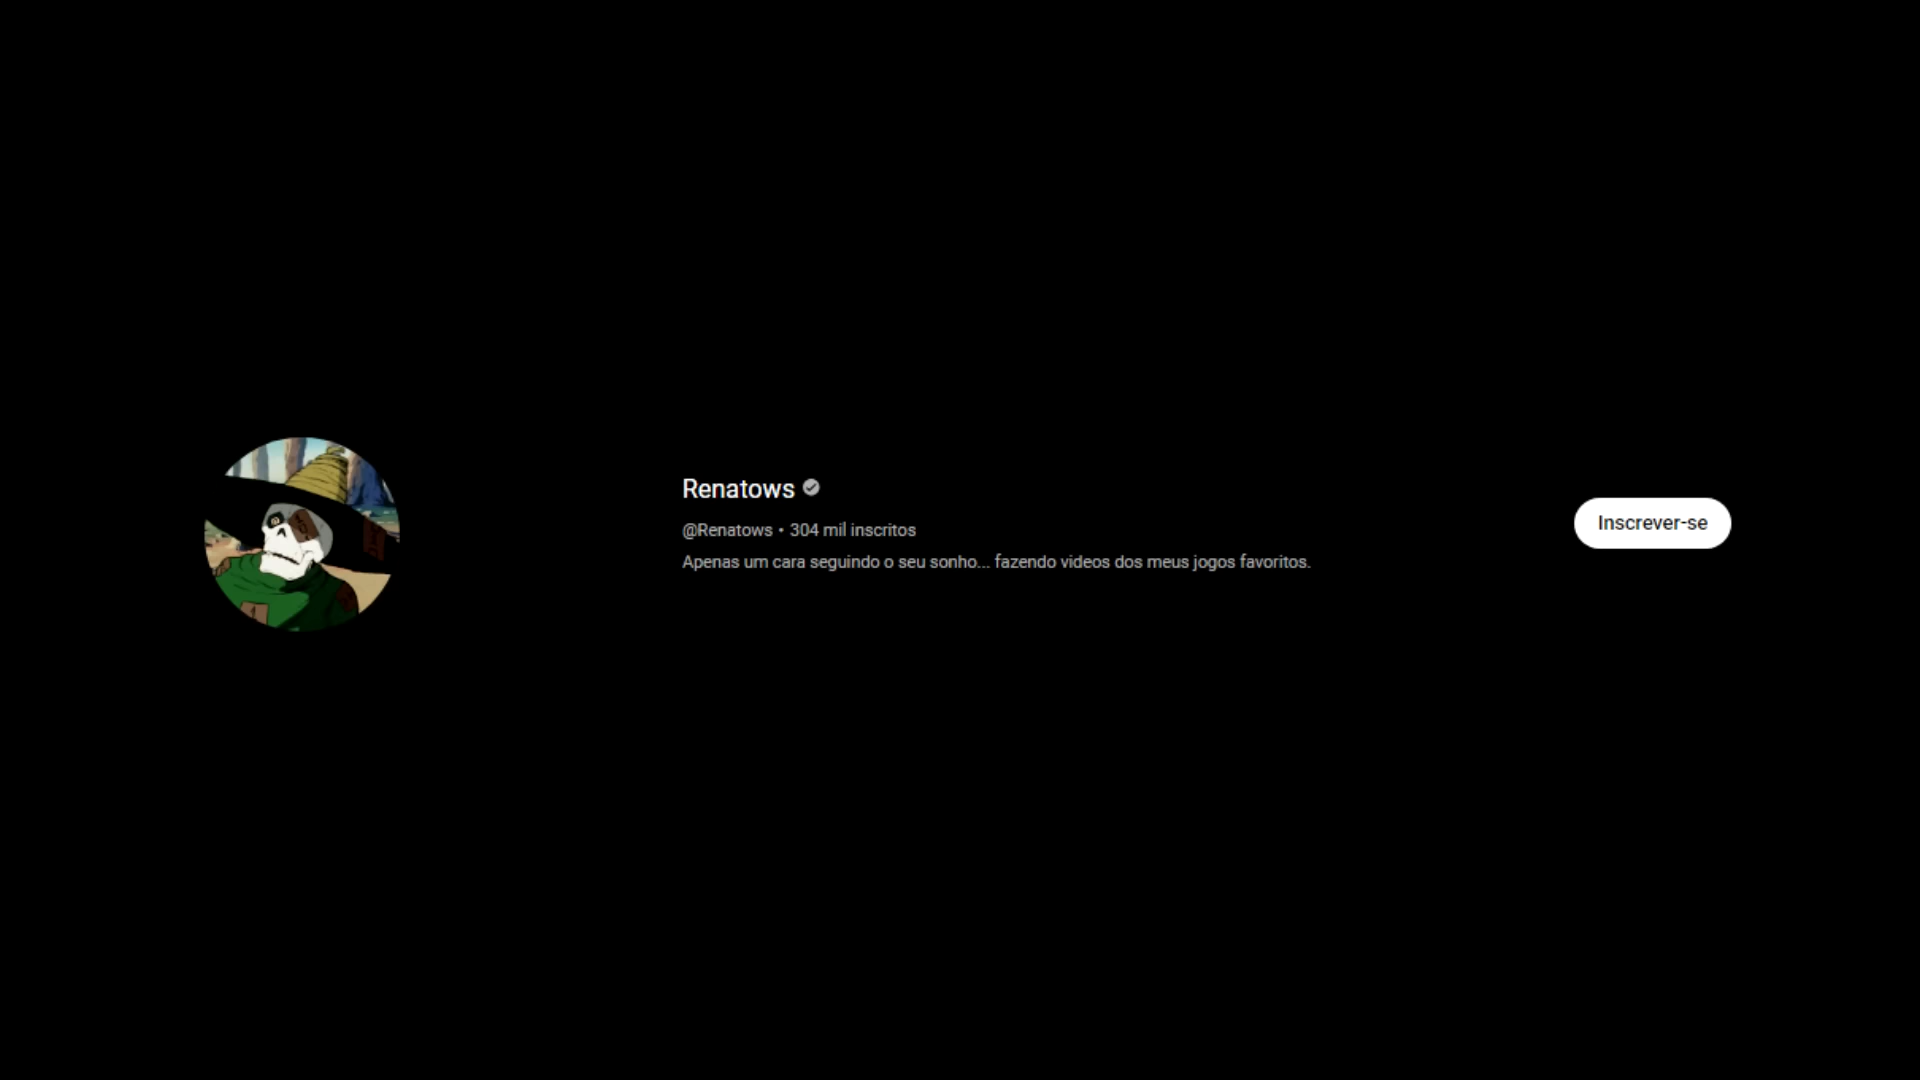 Renatows
@Renatows • 304 mil inscritos
Apenas um cara seguindo o seu sonho... fazendo videos dos meus jogos favoritos.
Inscrever-se